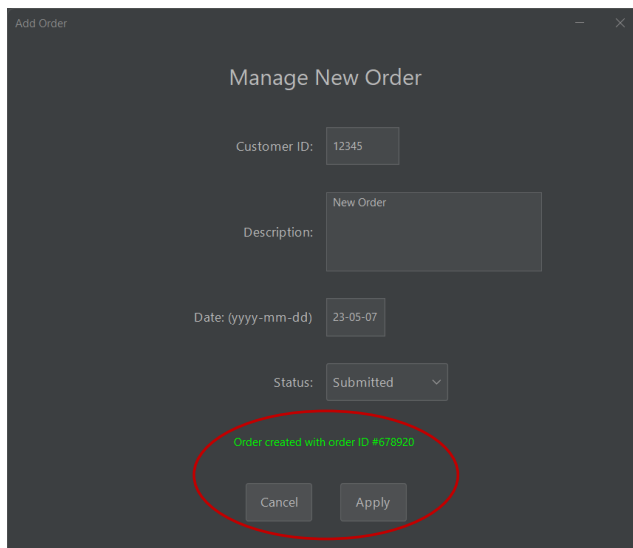 Add Order
Manage New Order
Customer ID: 12345
Description: New Order
Date: (yyyy-mm-dd) 23-05-07
Status: Submitted
Order created with order ID #678920
Cancel Apply